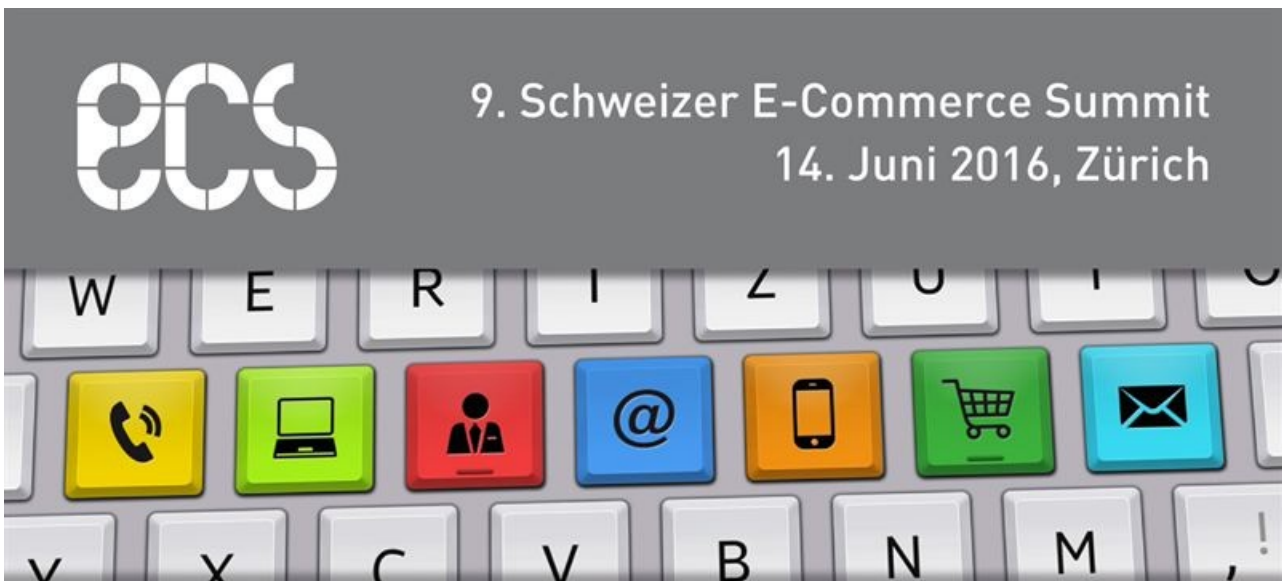 ecs
9. Schweizer E-Commerce Summit
14. Juni 2016, Zürich
W E R T Z U I O
@
Y X C V B N M , !